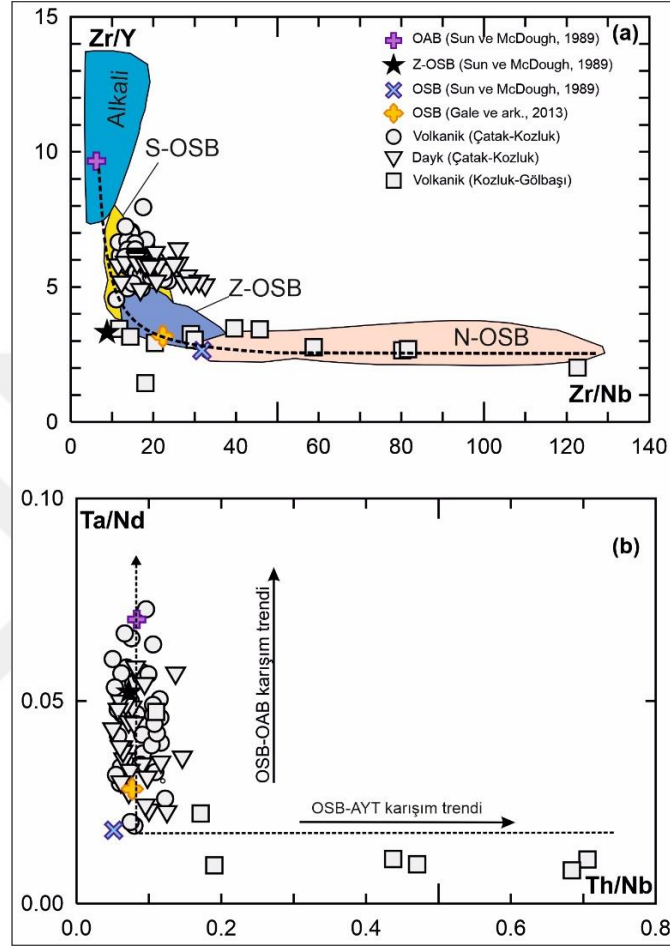 Zr/Y
(a)
OAB (Sun ve McDough, 1989)
Z-OSB (Sun ve McDough, 1989)
OSB (Sun ve McDough, 1989)
OSB (Gale ve ark., 2013)
Volkanik (Çatak-Kozluk)
Dayk (Çatak-Kozluk)
Volkanik (Kozluk-Gölbaşı)
Alkali
S-OSB
Z-OSB
N-OSB
15
10
5
0
Zr/Nb
0 20 40 60 80 100 120 140
0.10
Ta/Nd
(b)
OSB-OAB karışım trendi
0.05
OSB-AYT karışım trendi
0.00
Th/Nb
0.0 0.2 0.4 0.6 0.8